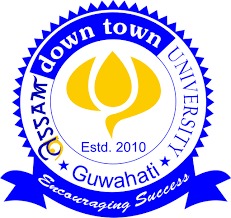 assam down town UNIVERSITY
Estd. 2010
Guwahati
Encouraging Success